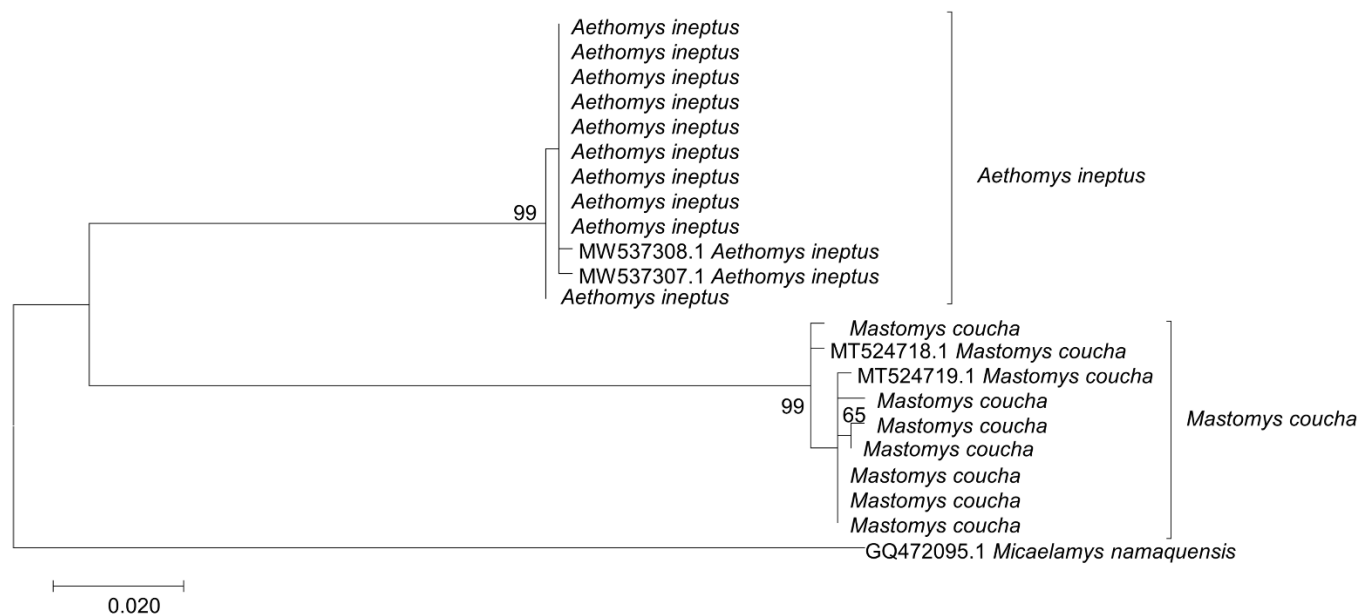 Aethomys ineptus
Aethomys ineptus
Aethomys ineptus
Aethomys ineptus
Aethomys ineptus
Aethomys ineptus
Aethomys ineptus
Aethomys ineptus
Aethomys ineptus
MW537308.1 Aethomys ineptus
MW537307.1 Aethomys ineptus
Aethomys ineptus
99
Aethomys ineptus
Mastomys coucha
MT524718.1 Mastomys coucha
MT524719.1 Mastomys coucha
Mastomys coucha
Mastomys coucha
Mastomys coucha
Mastomys coucha
Mastomys coucha
Mastomys coucha
99
65
Mastomys coucha
GQ472095.1 Micaelamys namaquensis
0.020